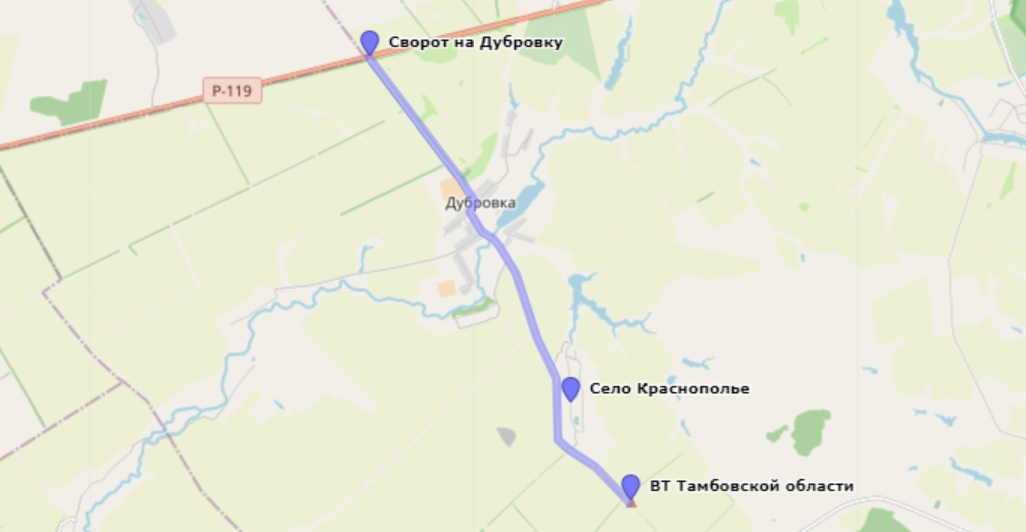 Сворот на Дубровку
Р-119
Дубровка
Село Краснополье
ВТ Тамбовской области